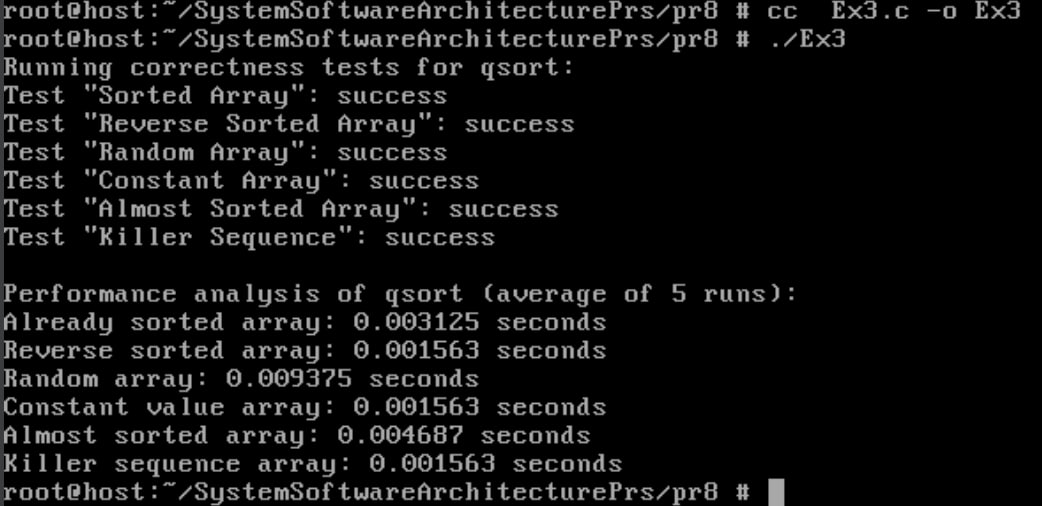 root@host:~/SystemSoftwareArchitecturePrs/pr8 # cc  Ex3.c -o Ex3
root@host:~/SystemSoftwareArchitecturePrs/pr8 # ./Ex3
Running correctness tests for qsort:
Test "Sorted Array": success
Test "Reverse Sorted Array": success
Test "Random Array": success
Test "Constant Array": success
Test "Almost Sorted Array": success
Test "Killer Sequence": success
Performance analysis of qsort (average of 5 runs):
Already sorted array: 0.003125 seconds
Reverse sorted array: 0.001563 seconds
Random array: 0.009375 seconds
Constant value array: 0.001563 seconds
Almost sorted array: 0.004687 seconds
Killer sequence array: 0.001563 seconds
root@host:~/SystemSoftwareArchitecturePrs/pr8 #